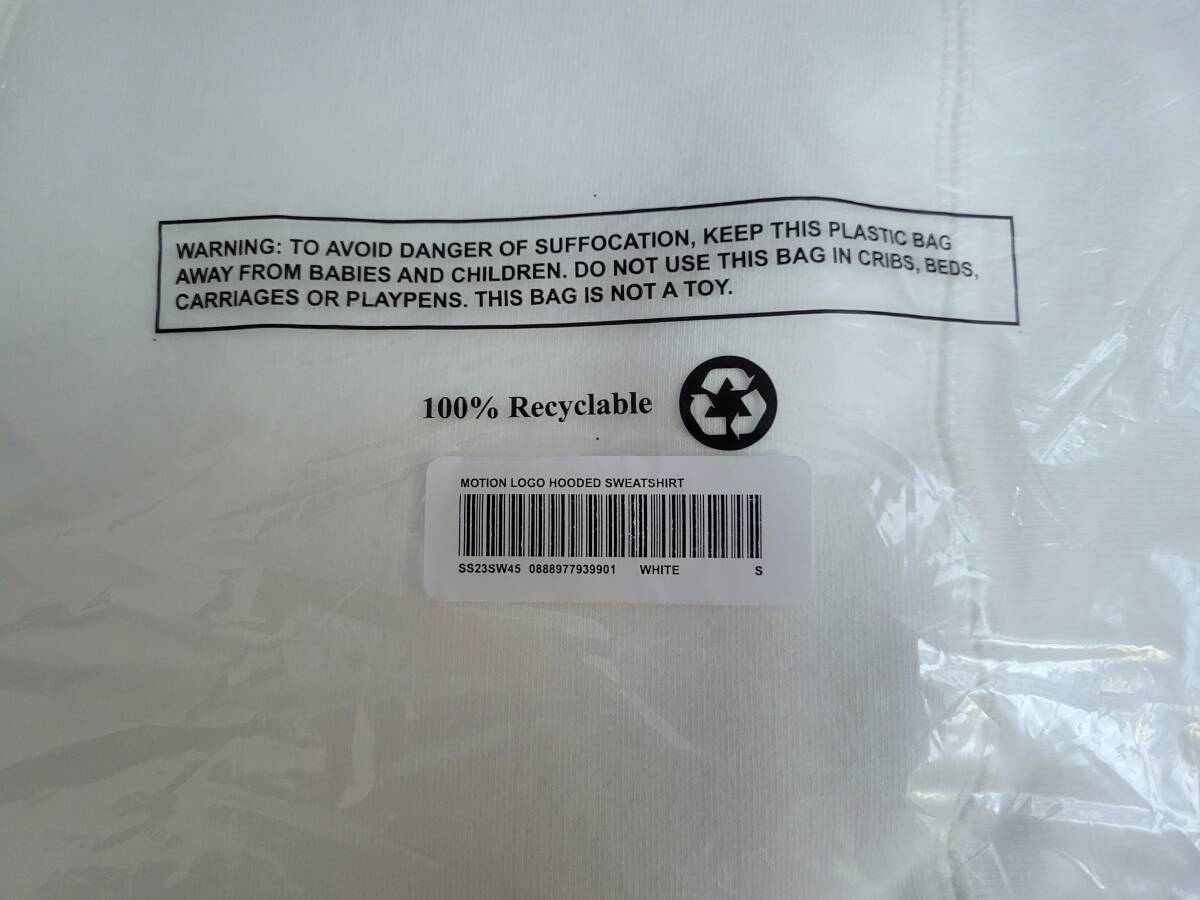 WARNING: TO AVOID DANGER OF SUFFOCATION, KEEP THIS PLASTIC BAG
AWAY FROM BABIES AND CHILDREN. DO NOT USE THIS BAG IN CRIBS, BEDS,
CARRIAGES OR PLAYPENS. THIS BAG IS NOT A TOY.
100% Recyclable
MOTION LOGO HOODED SWEATSHIRT
SS23SW45 0888977939901 WHITE S